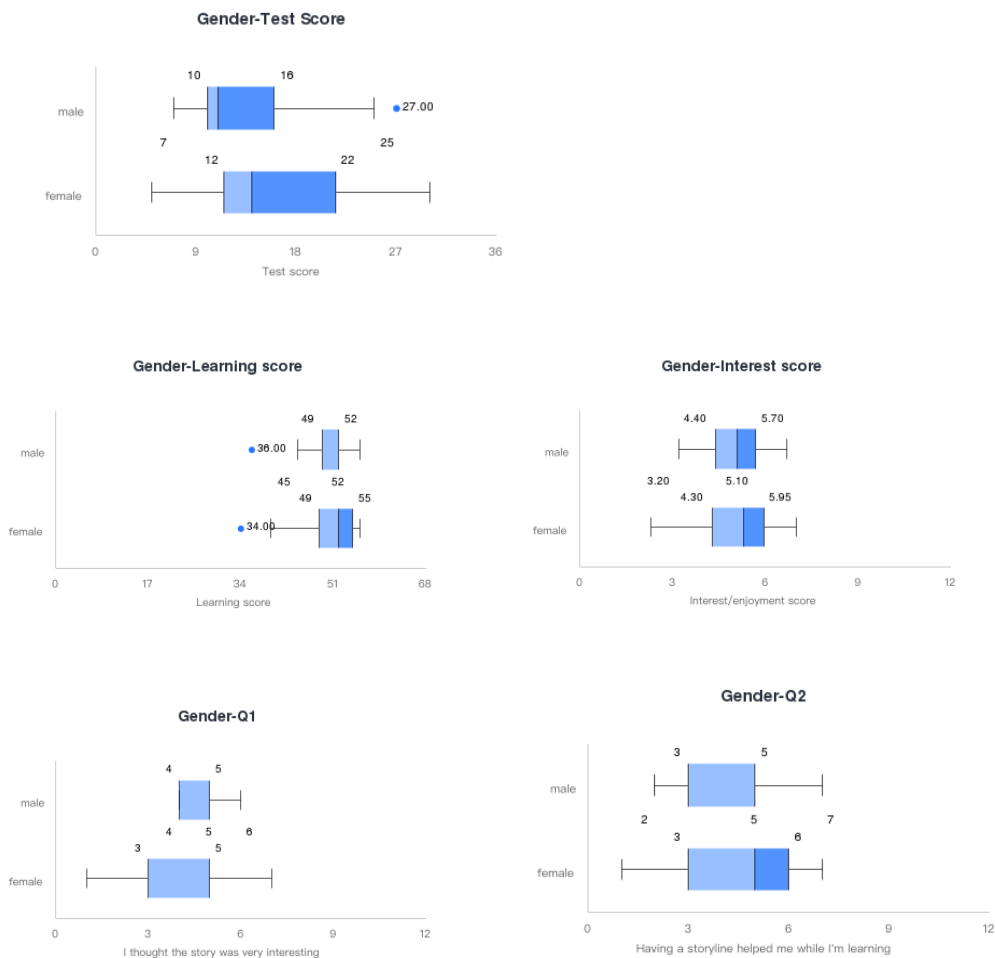 Gender-Test Score
10 16
male
27.00
7 25
12 22
female
0 9 18 27 36
Test score
Gender-Learning score
49 52
male
36.00
45 52
49 55
female
34.00
0 17 34 51 68
Learning score
Gender-Interest score
4.40 5.70
male
3.20 5.10
4.30 5.95
female
0 3 6 9 12
Interest/enjoyment score
Gender-Q1
4 5
male
4 5 6
3 5
female
0 3 6 9 12
I thought the story was very interesting
Gender-Q2
3 5
male
2 5 7
3 6
female
0 3 6 9 12
Having a storyline helped me while I'm learning